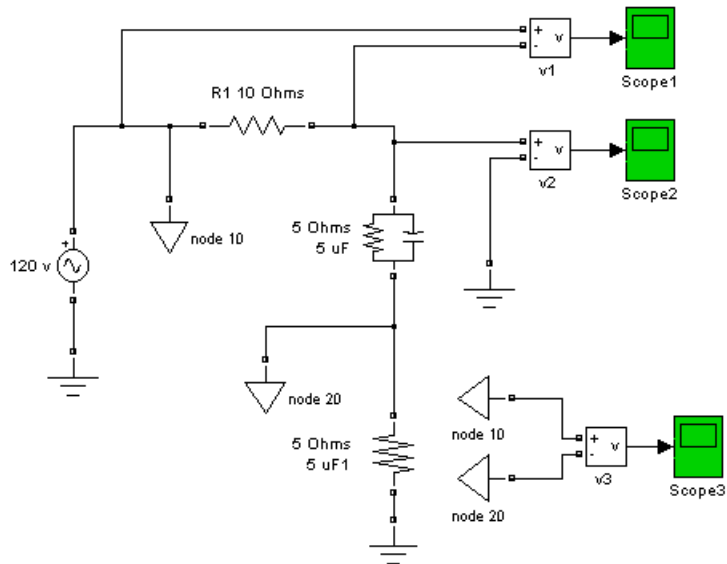 +
-
v
v1
Scope1
R1 10 Ohms
+
-
v
v2
Scope2
node 10
5 Ohms
5 uF
+
120 v
node 20
5 Ohms
5 uF1
node 10
+
-
v
v3
Scope3
node 20